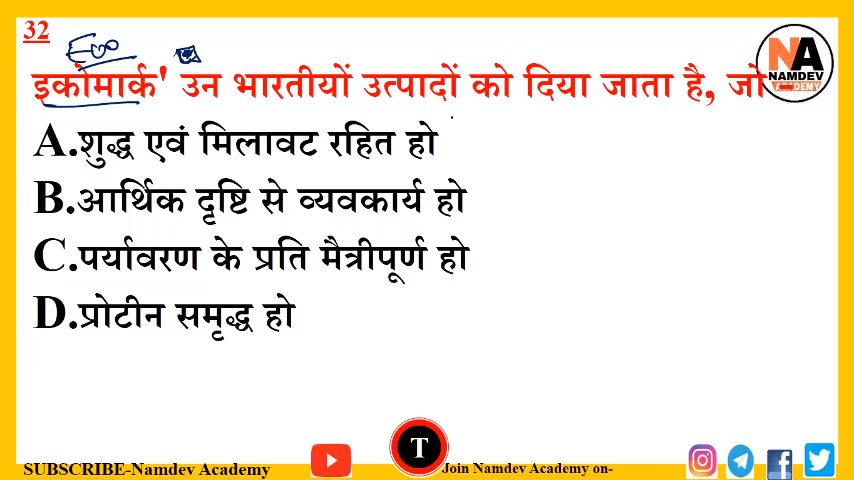 32
Eco
इकोमार्क' उन भारतीयों उत्पादों को दिया जाता है, जो
NA
NAMDEV
ACADEMY
A.शुद्ध एवं मिलावट रहित हो
B.आर्थिक दृष्टि से व्यवकार्य हो
C.पर्यावरण के प्रति मैत्रीपूर्ण हो
D.प्रोटीन समृद्ध हो
T
SUBSCRIBE-Namdev Academy
Join Namdev Academy on-